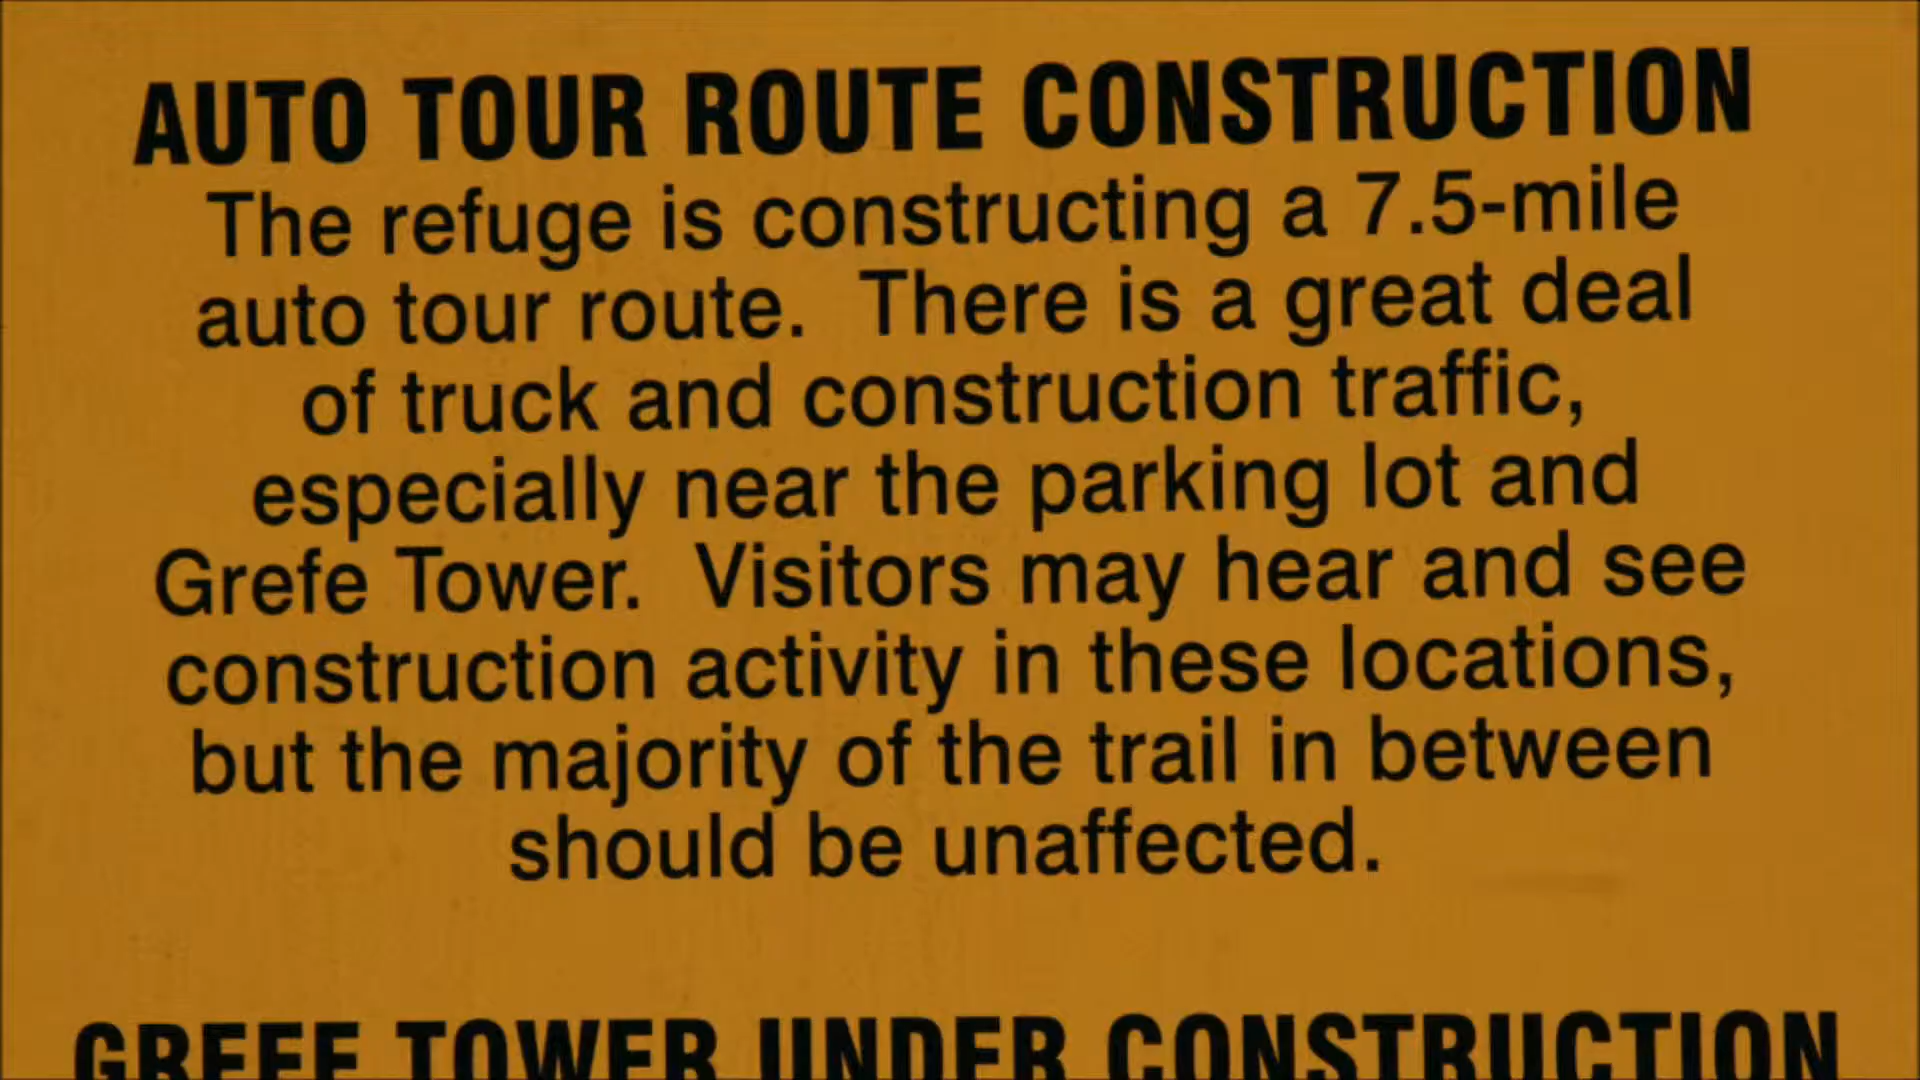 AUTO TOUR ROUTE CONSTRUCTION
The refuge is constructing a 7.5-mile
auto tour route.  There is a great deal
of truck and construction traffic,
especially near the parking lot and
Grefe Tower.  Visitors may hear and see
construction activity in these locations,
but the majority of the trail in between
should be unaffected.
GREFE TOWER UNDER CONSTRUCTION